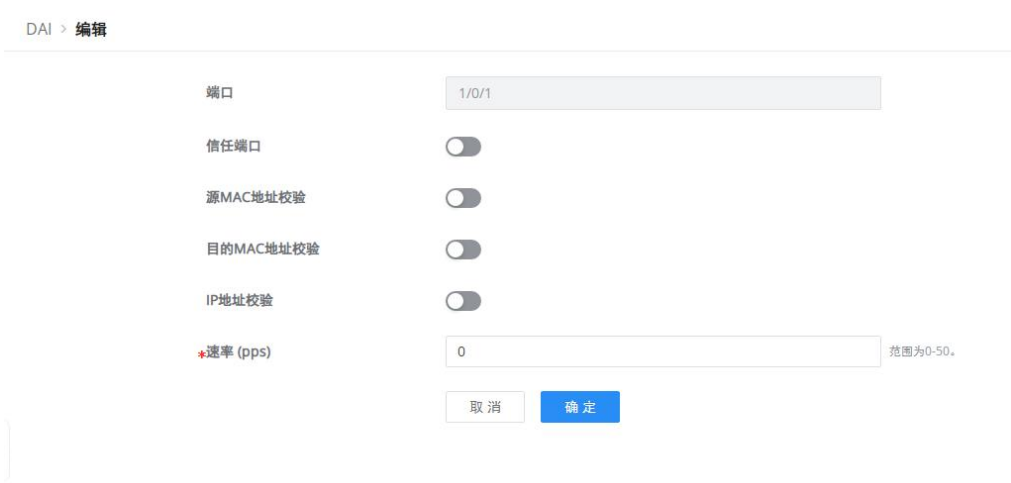 DAI > 编辑
端口 1/0/1
信任端口
源MAC地址校验
目的MAC地址校验
IP地址校验
*速率 (pps) 0 范围为0-50。
取消 确定